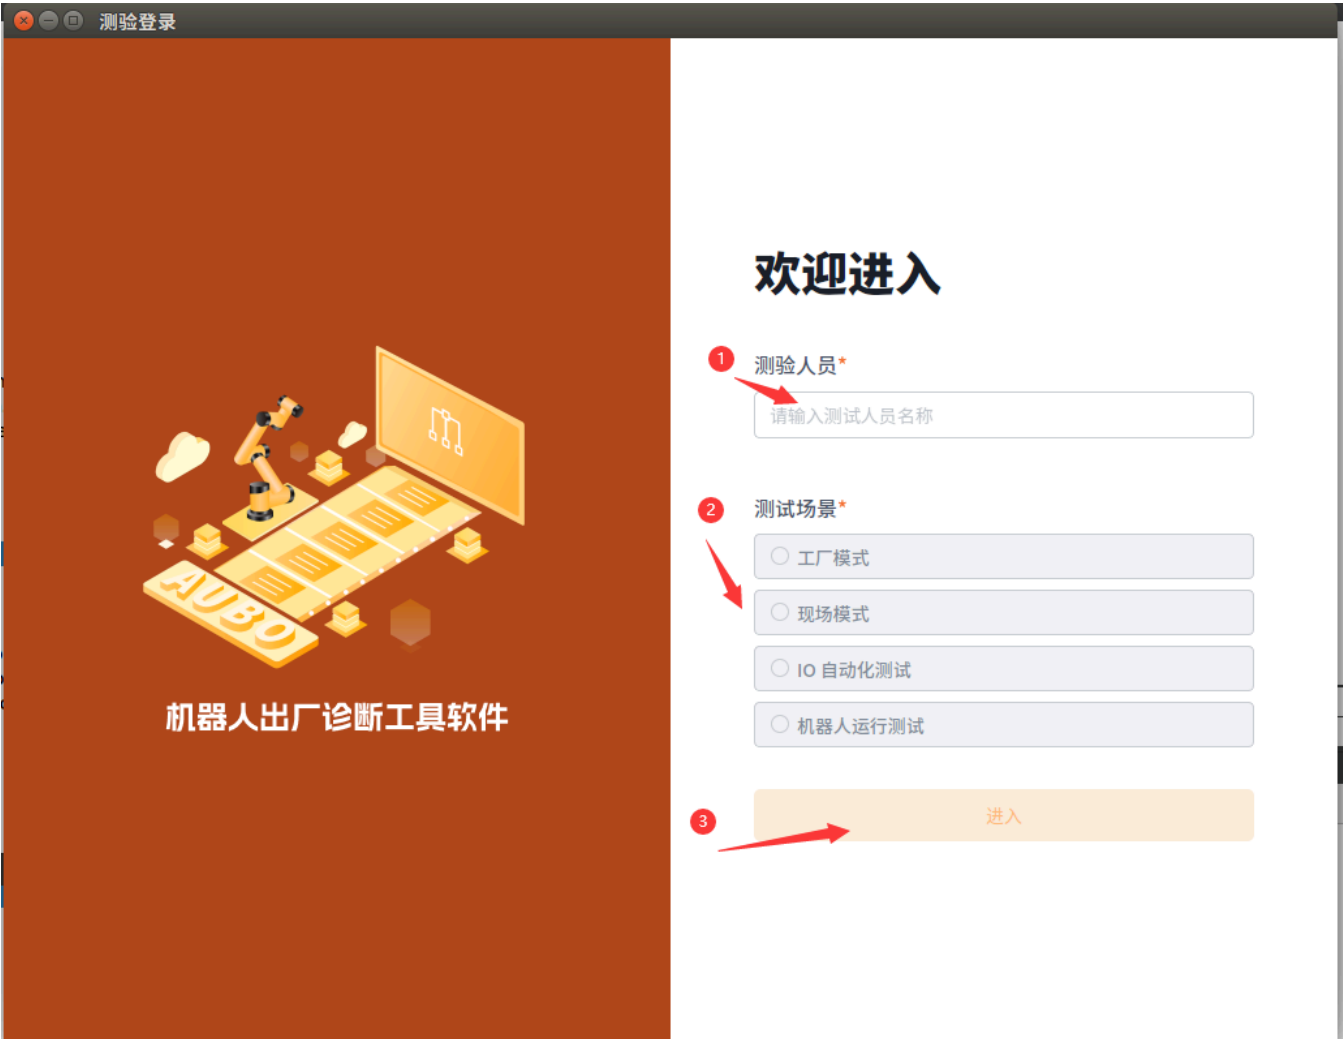 测验登录
欢迎进入
1
测验人员*
请输入测试人员名称
2
测试场景*
工厂模式
现场模式
IO 自动化测试
机器人运行测试
3
进入
AUBO
机器人出厂诊断工具软件